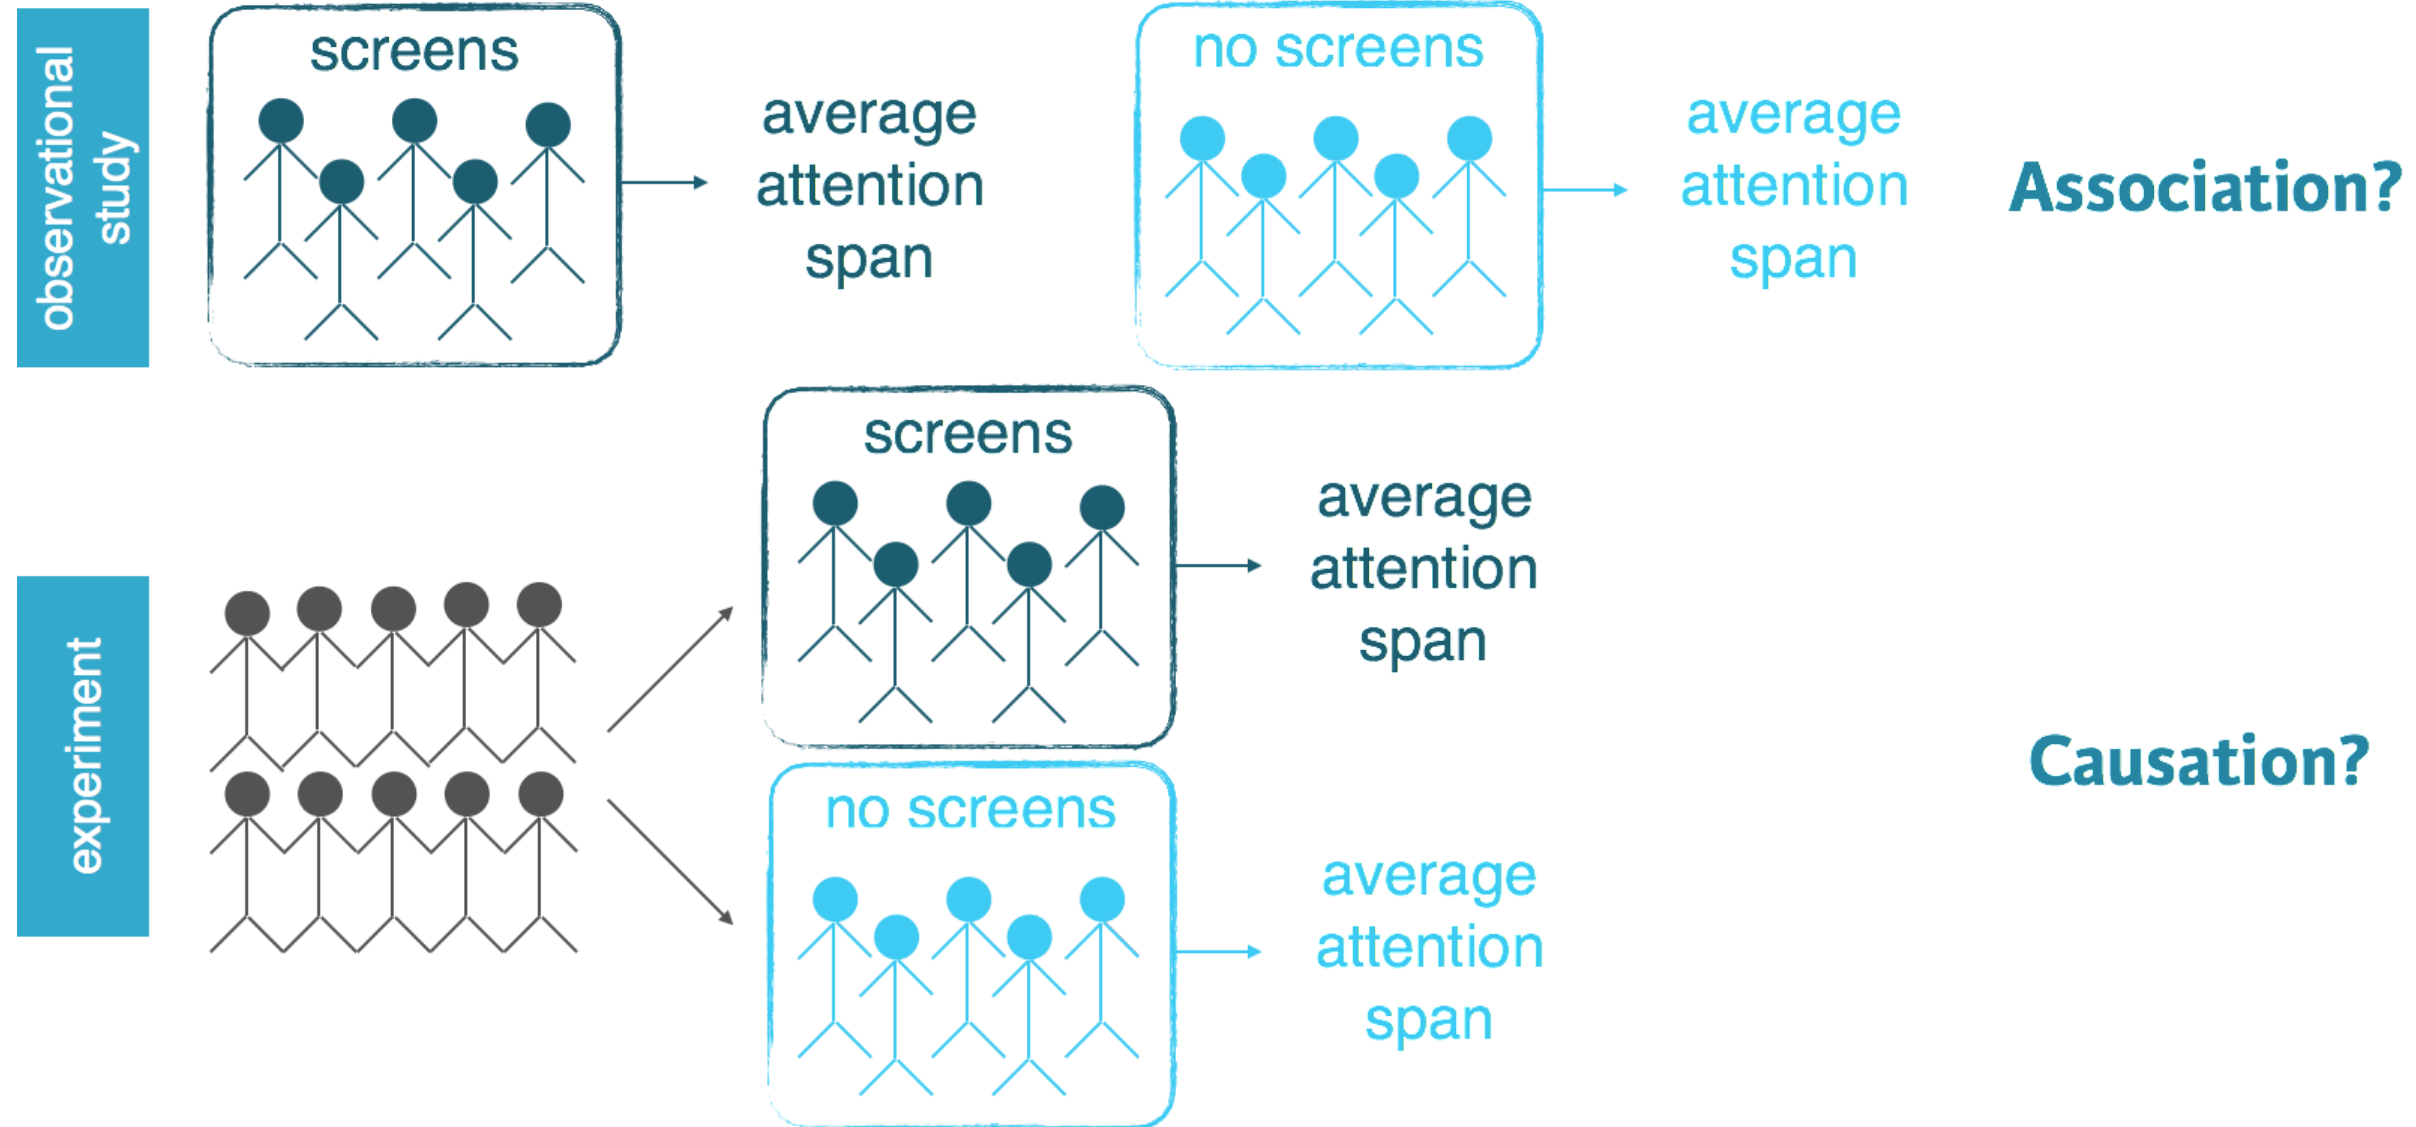 observational
study
screens
average
attention
span
no screens
average
attention
span
Association?
experiment
screens
average
attention
span
no screens
average
attention
span
Causation?